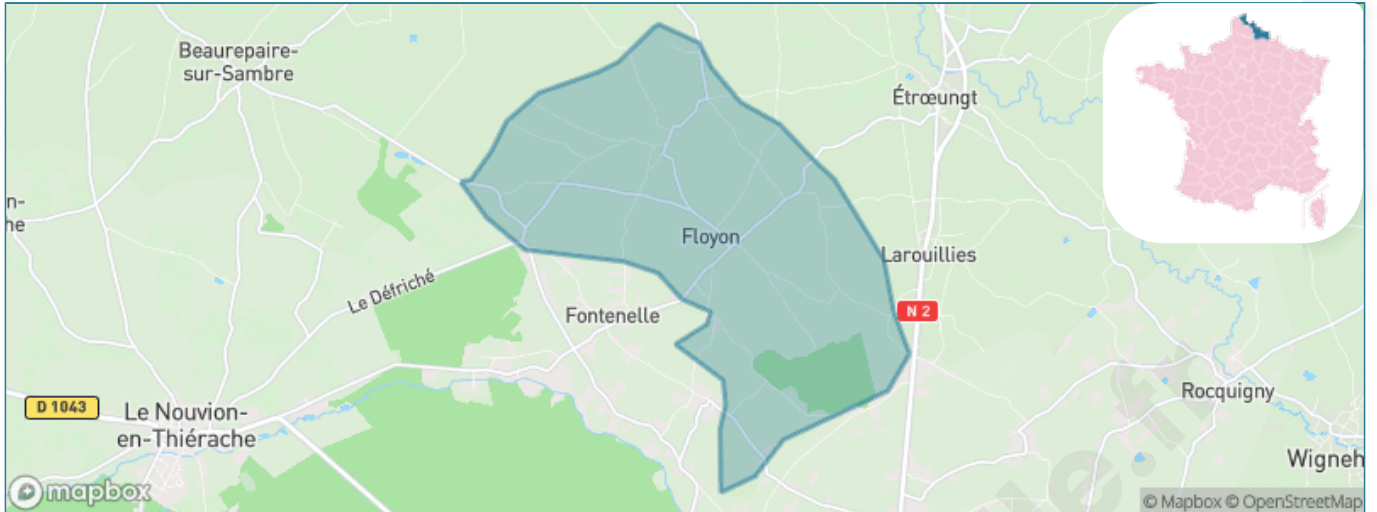 Beaurepaire-
sur-Sambre
Étrœungt
n-
he
Floyon
Larouillies
Le Défriché
Fontenelle
N 2
D 1043
Le Nouvion-
en-Thiérache
Rocquigny
Wigneh
mapbox
© Mapbox © OpenStreetMap